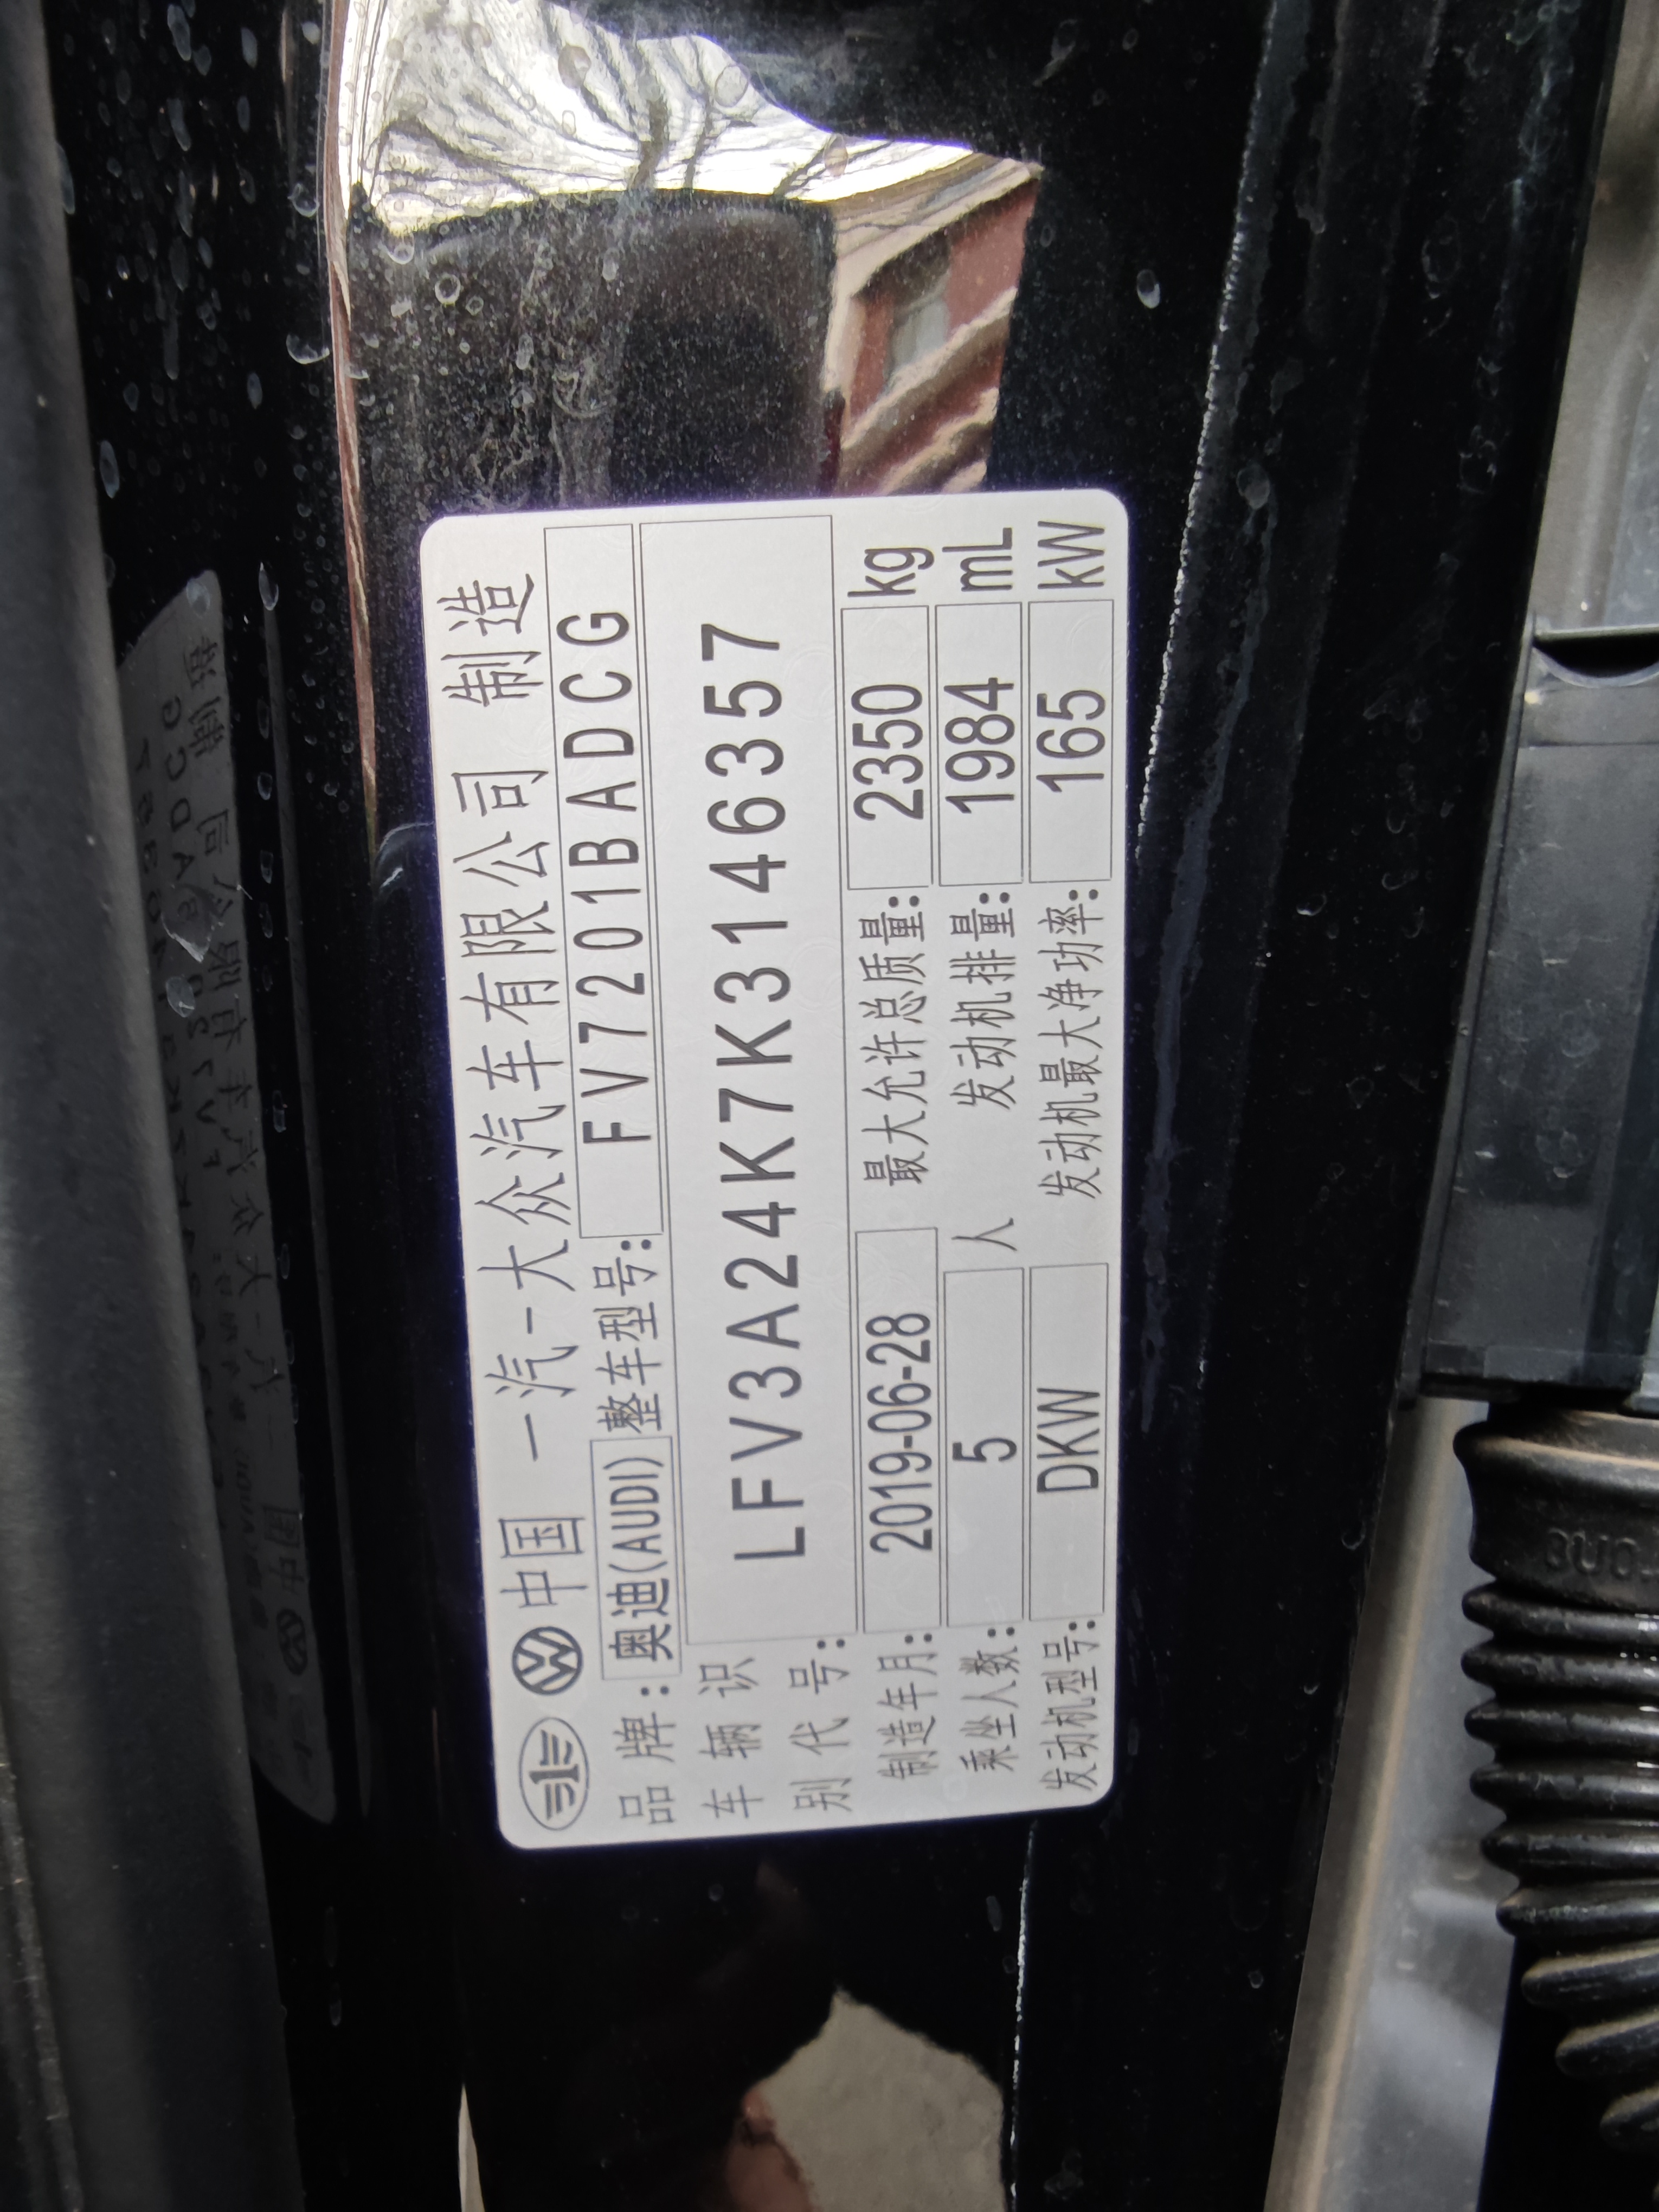 中国 一汽-大众汽车有限公司 制造
品牌: 奥迪(AUDI) 整车型号: FV7201BADCG
车辆识别代号: LFV3A24K7K3146357
制造年月: 2019-06-28 最大允许总质量: 2350 kg
乘坐人数: 5 人 发动机排量: 1984 mL
发动机型号: DKW 发动机最大净功率: 165 kW